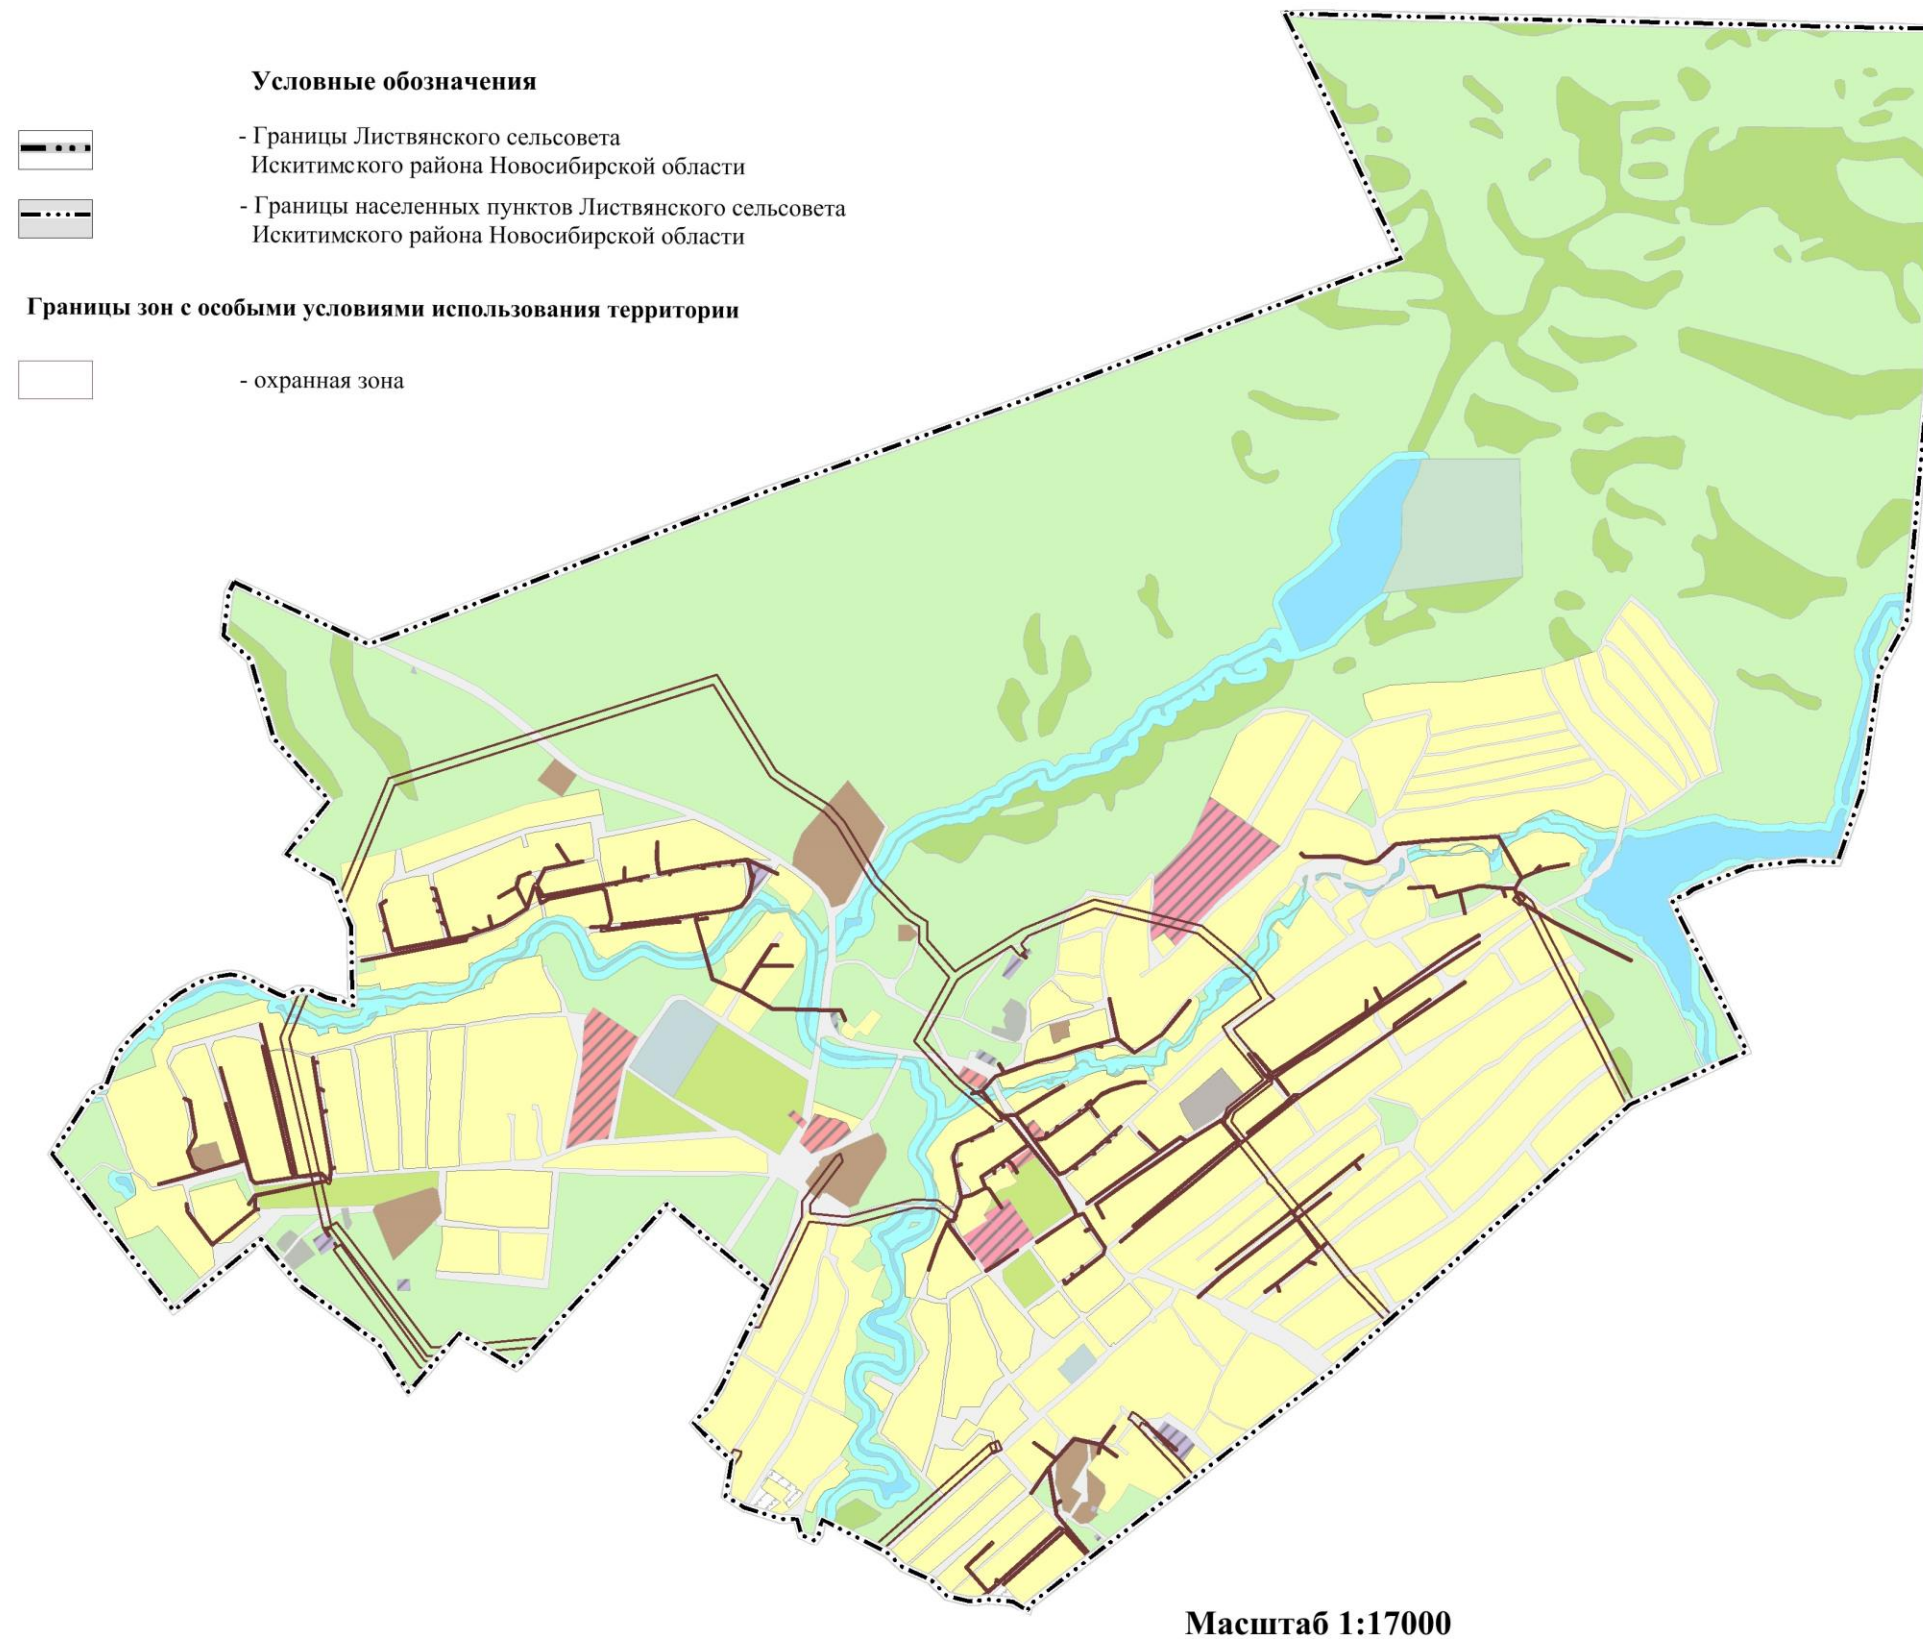 Условные обозначения
- Границы Листвянского сельсовета
Искитимского района Новосибирской области
- Границы населенных пунктов Листвянского сельсовета
Искитимского района Новосибирской области
Границы зон с особыми условиями использования территории
- охранная зона
Масштаб 1:17000